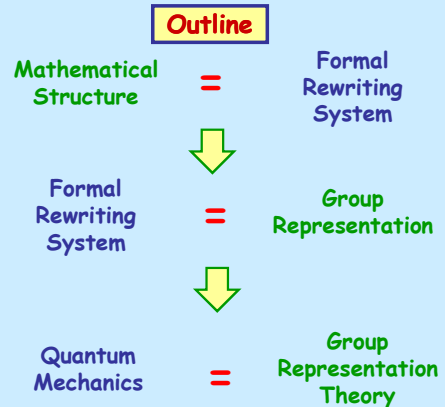 Outline
Mathematical
Structure
=
Formal
Rewriting
System
Formal
Rewriting
System
=
Group
Representation
Quantum
Mechanics
=
Group
Representation
Theory